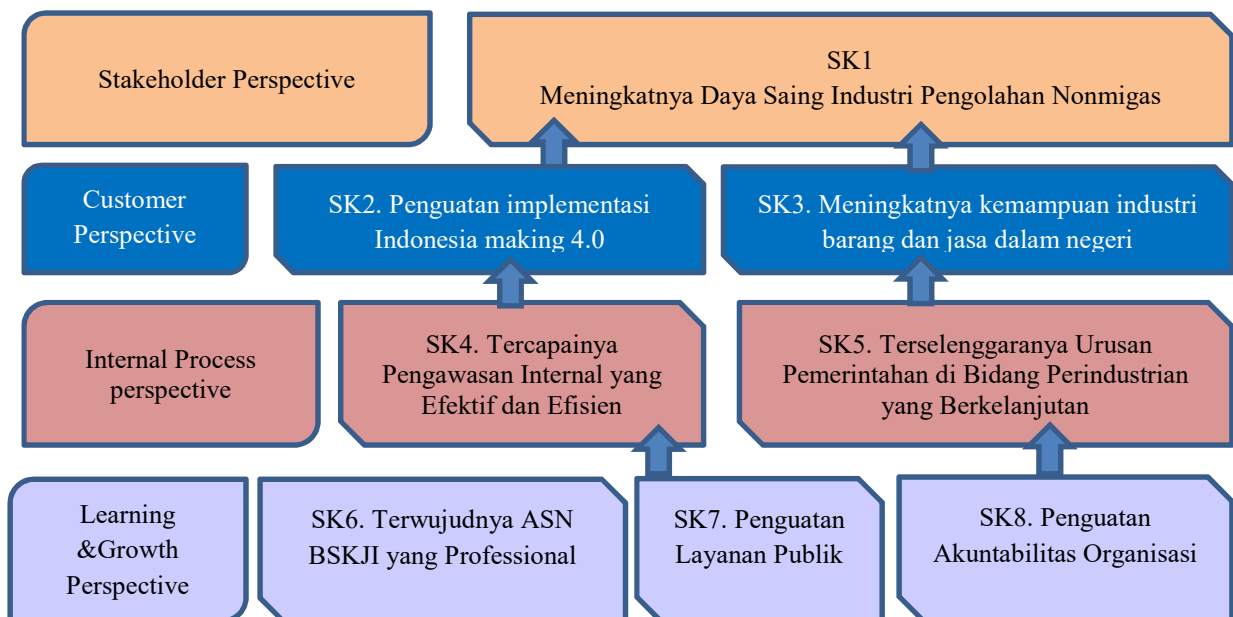 Stakeholder Perspective
SK1
Meningkatnya Daya Saing Industri Pengolahan Nonmigas
Customer
Perspective
SK2. Penguatan implementasi
Indonesia making 4.0
SK3. Meningkatnya kemampuan industri
barang dan jasa dalam negeri
Internal Process
perspective
SK4. Tercapainya
Pengawasan Internal yang
Efektif dan Efisien
SK5. Terselenggaranya Urusan
Pemerintahan di Bidang Perindustrian
yang Berkelanjutan
Learning
&Growth
Perspective
SK6. Terwujudnya ASN
BSKJI yang Professional
SK7. Penguatan
Layanan Publik
SK8. Penguatan
Akuntabilitas Organisasi